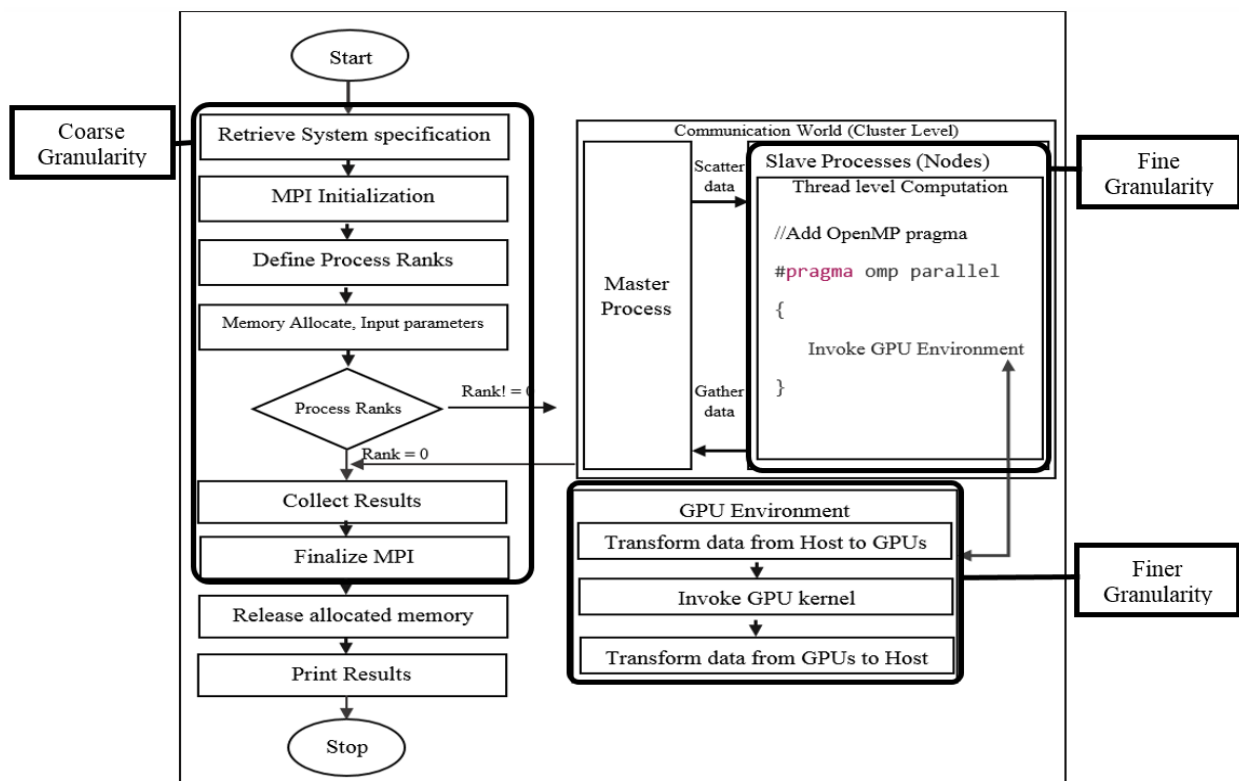 Start
Coarse
Granularity
Retrieve System specification
MPI Initialization
Define Process Ranks
Memory Allocate, Input parameters
Process Ranks
Rank! = 0
Rank = 0
Collect Results
Finalize MPI
Release allocated memory
Print Results
Stop
Communication World (Cluster Level)
Master
Process
Scatter
data
Gather
data
Slave Processes (Nodes)
Thread level Computation
//Add OpenMP pragma
#pragma omp parallel
{
Invoke GPU Environment
}
Fine
Granularity
GPU Environment
Transform data from Host to GPUs
Invoke GPU kernel
Transform data from GPUs to Host
Finer
Granularity